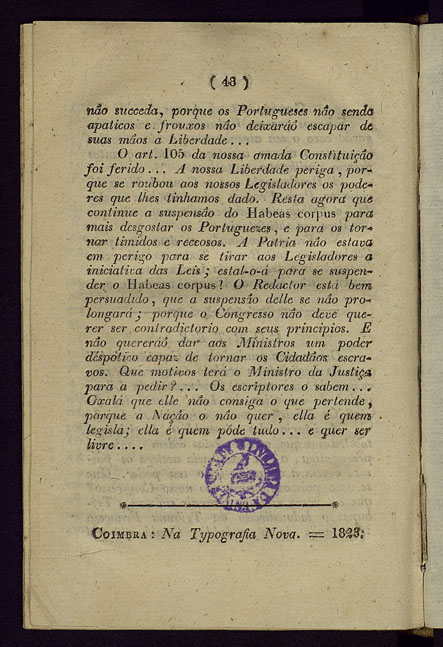 ( 48 )
não succeda, porque os Portugueses não sendo
apaticos e frouxos não deixaráõ escapar de
suas mãos a Liberdade...
O art. 105 da nossa amada Constituição
foi ferido... A nossa Liberdade periga, por-
que se roubou aos nossos Legisladores os pode-
res que lhes tinhamos dado. Resta agora que
continue a suspensão do Habeas corpus para
mais desgostar os Portuguezes, e para os tor-
nar timidos e receosos. A Patria não estava
em perigo para se tirar aos Legisladores a
iniciativa das Leis; estal-o-á para se suspen-
der o Habeas corpus? O Redactor está bem
persuadido, que a suspensão delle se não pro-
longará; porque o Congresso não deve que-
rer ser contradictorio com seus principios. E
não quereráõ dar aos Ministros um poder
déspótico capaz de tornar os Cidadãos escra-
vos. Que motivos terá o Ministro da Justiça
para a pedir?... Os escriptores o sabem...
Oxalá que elle não consiga o que pertende,
porque a Nação o não quer, ella é quem
legisla; ella é quem póde tudo... e quer ser
livre....
COIMBRA: Na Typografia Nova. = 1823.